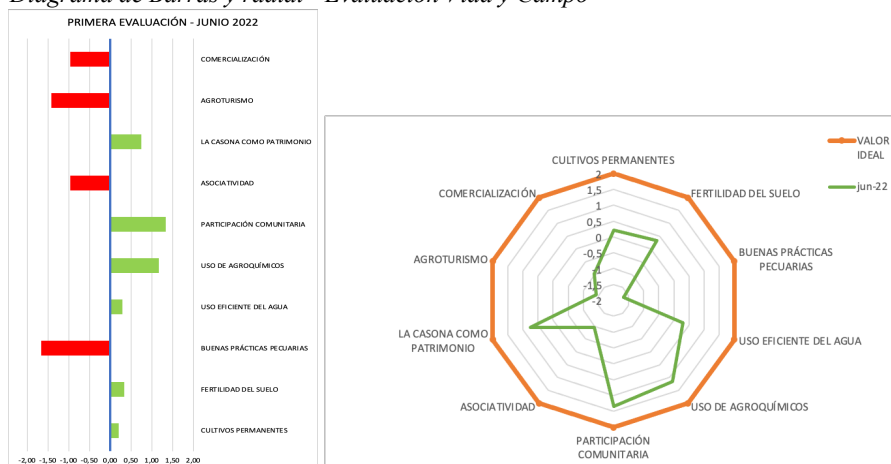 Diagrama de Barras y radial – Evaluación Vida y Campo
PRIMERA EVALUACIÓN - JUNIO 2022
COMERCIALIZACIÓN
AGROTURISMO
LA CASONA COMO PATRIMONIO
ASOCIATIVIDAD
PARTICIPACIÓN COMUNITARIA
USO DE AGROQUÍMICOS
USO EFICIENTE DEL AGUA
BUENAS PRÁCTICAS PECUARIAS
FERTILIDAD DEL SUELO
CULTIVOS PERMANENTES
-2,00 -1,50 -1,00 -0,50 0,00 0,50 1,00 1,50 2,00
VALOR
IDEAL
jun-22
CULTIVOS PERMANENTES
FERTILIDAD DEL SUELO
BUENAS PRÁCTICAS
PECUARIAS
USO EFICIENTE DEL AGUA
USO DE AGROQUÍMICOS
PARTICIPACIÓN
COMUNITARIA
ASOCIATIVIDAD
LA CASONA COMO
PATRIMONIO
AGROTURISMO
COMERCIALIZACIÓN
2
1,5
1
0,5
0
-0,5
-1
-1,5
-2